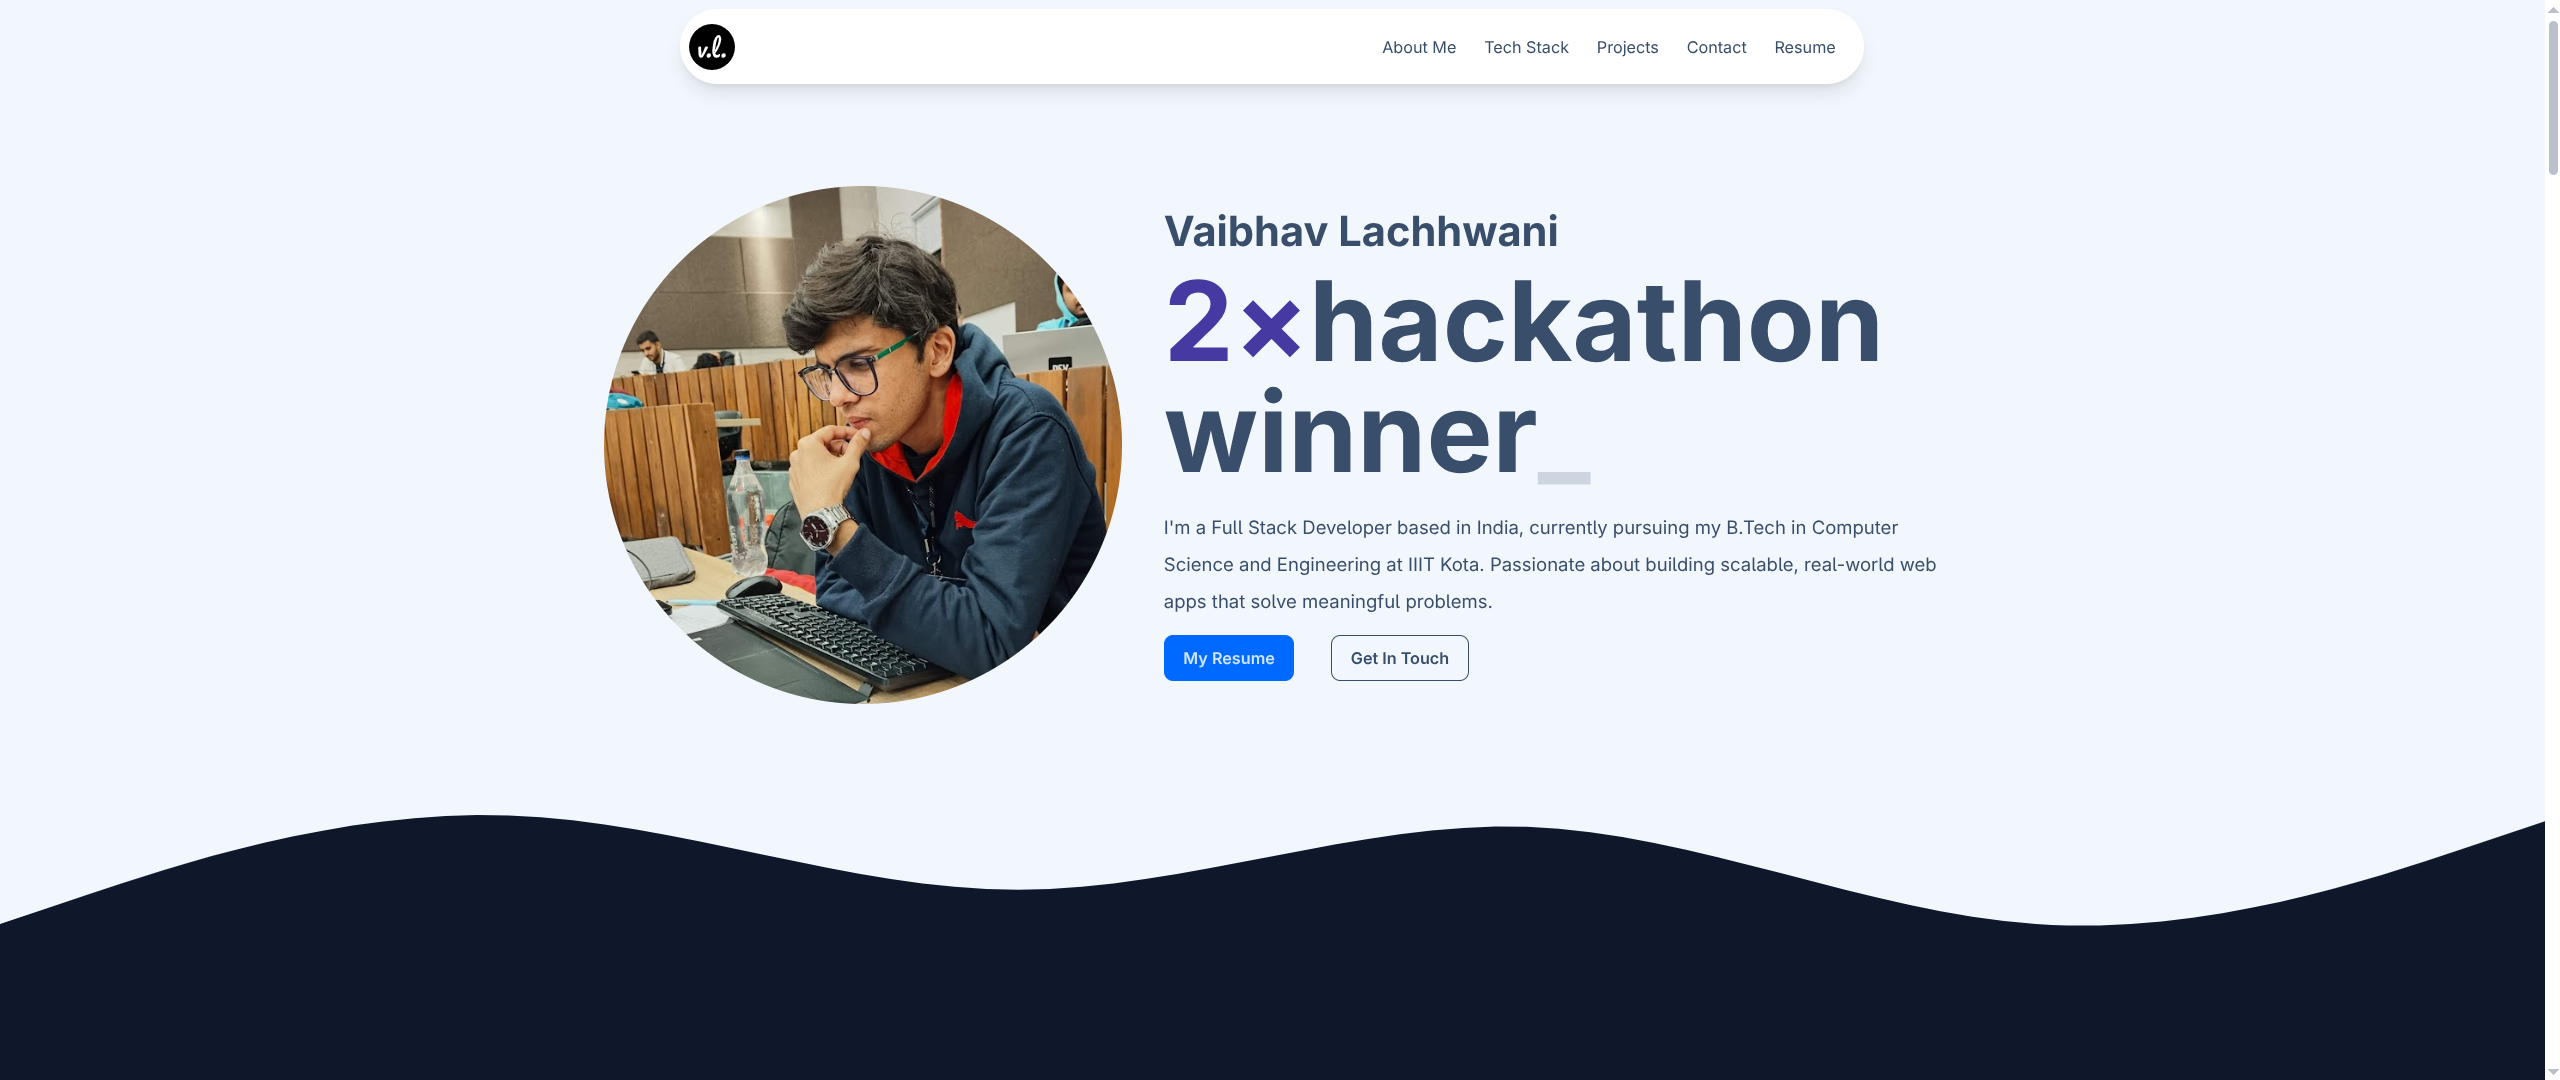 v.l.
About Me Tech Stack Projects Contact Resume
Vaibhav Lachhwani
2×hackathon
winner_
I'm a Full Stack Developer based in India, currently pursuing my B.Tech in Computer
Science and Engineering at IIIT Kota. Passionate about building scalable, real-world web
apps that solve meaningful problems.
My Resume Get In Touch